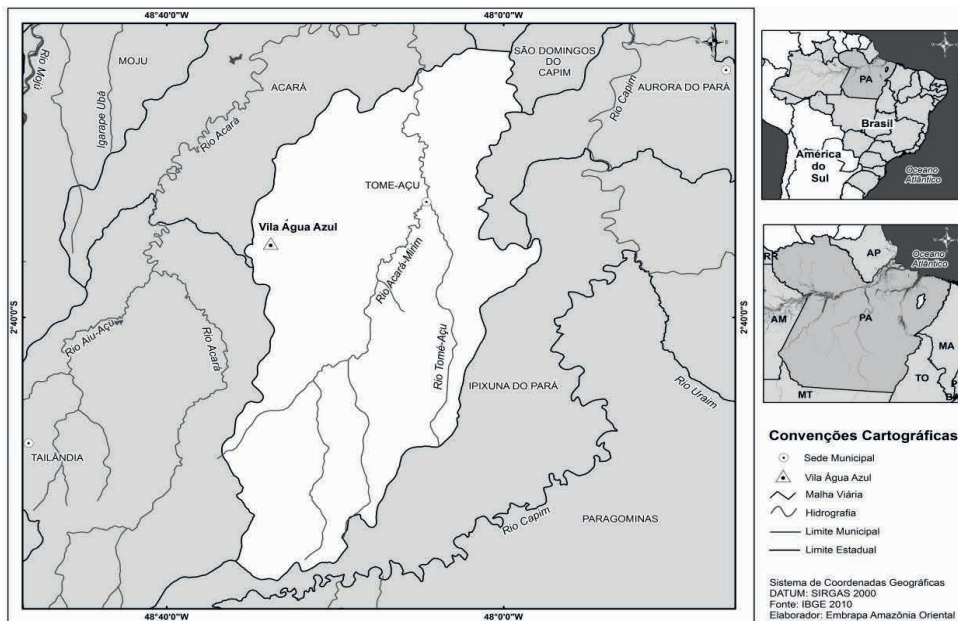 48°40'0"W
48°0'0"W
Rio Mojú
MOJU
Igarape Ubá
ACARÁ
Rio Acará
SÃO DOMINGOS
DO
CAPIM
AURORA DO PARÁ
Rio Capim
TOME-AÇU
Vila Água Azul
Rio Acará-Mirim
2°40'0"S
2°40'0"S
Rio Aiu-Açu
Rio Acará
Rio Tomé-Açu
IPIXUNA DO PARÁ
Rio Uraim
TAILÂNDIA
Rio Capim
PARAGOMINAS
48°40'0"W
48°0'0"W
PA
Brasil
América
do
Sul
Oceano
Atlântico
RR
AP
Oceano
Atlântico
AM
PA
MA
TO
MT
Convenções Cartográficas
Sede Municipal
Vila Água Azul
Malha Viária
Hidrografia
Limite Municipal
Limite Estadual
Sistema de Coordenadas Geográficas
DATUM: SIRGAS 2000
Fonte: IBGE 2010
Elaborador: Embrapa Amazônia Oriental